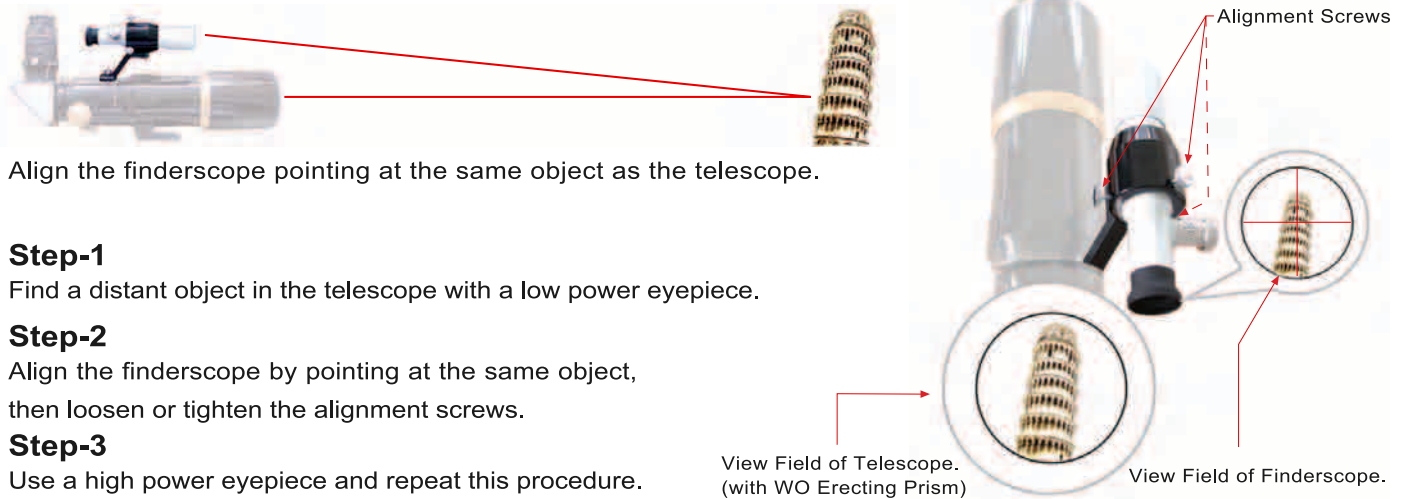 Alignment Screws
Align the finderscope pointing at the same object as the telescope.
Step-1
Find a distant object in the telescope with a low power eyepiece.
Step-2
Align the finderscope by pointing at the same object,
then loosen or tighten the alignment screws.
Step-3
Use a high power eyepiece and repeat this procedure.
View Field of Telescope.
(with WO Erecting Prism)
View Field of Finderscope.